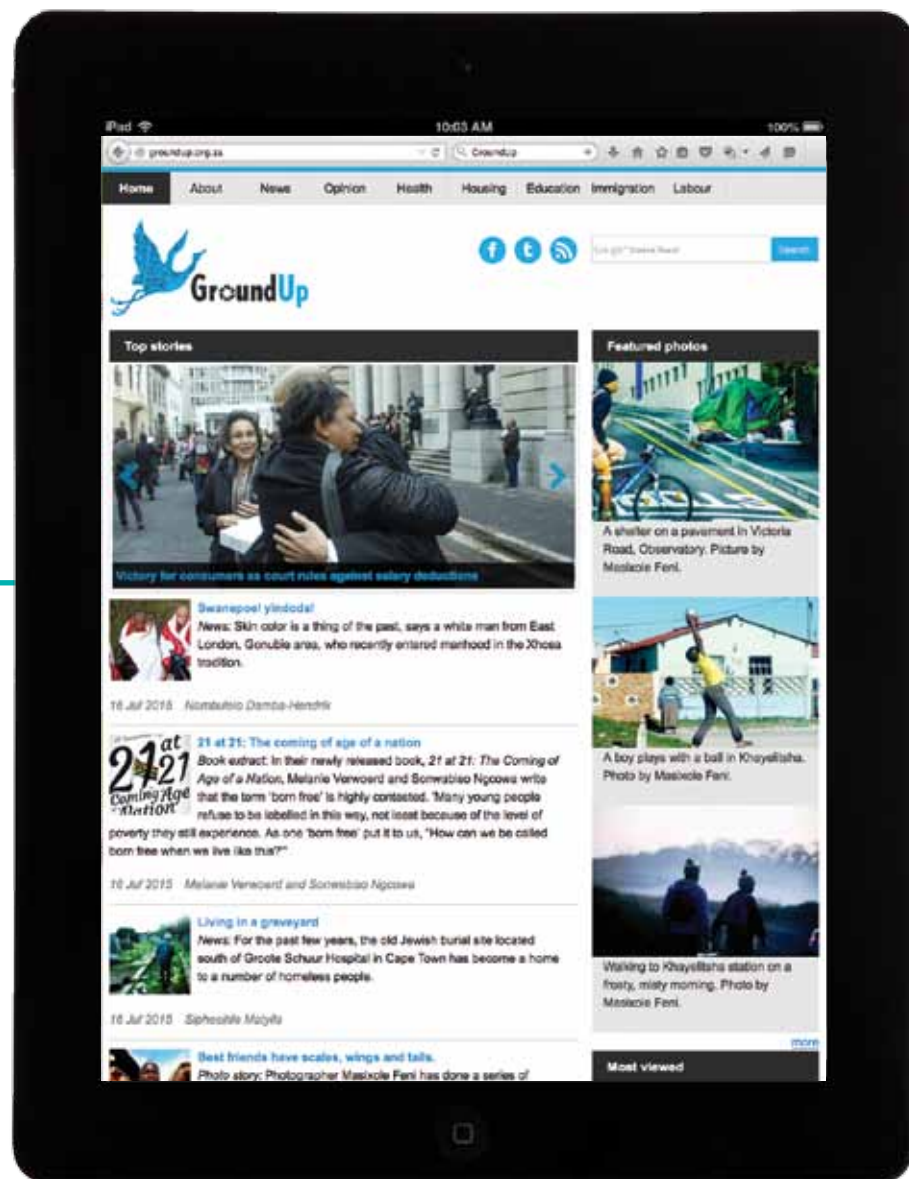 iPad
10:03 AM
100%
groundup.org.za
GroundUp
Home
About
News
Opinion
Health
Housing
Education
Immigration
Labour
GroundUp
Search
Top stories
Victory for consumers as court rules against salary deductions
Swanepoel yindoda!
News: Skin color is a thing of the past, says a white man from East
London, Gonubie area, who recently entered manhood in the Xhosa
tradition.
16 Jul 2015 Nombulelo Damba-Hendrik
21 at 21
Coming Age
Nation
21 at 21: The coming of age of a nation
Book extract: In their newly released book, 21 at 21: The Coming of
Age of a Nation, Melanie Verwoerd and Sonwabiso Ngcowa write
that the term 'born free' is highly contested. 'Many young people
refuse to be labelled in this way, not least because of the level of
poverty they still experience. As one 'born free' put it to us, "How can we be called
born free when we live like this?"'
16 Jul 2015 Melanie Verwoerd and Sonwabiso Ngcowa
Living in a graveyard
News: For the past few years, the old Jewish burial site located
south of Groote Schuur Hospital in Cape Town has become a home
to a number of homeless people.
16 Jul 2015 Siphesihle Matyila
Best friends have scales, wings and tails.
Photo story: Photographer Masixole Feni has done a series of
Featured photos
A shelter on a pavement in Victoria
Road, Observatory. Picture by
Masixole Feni.
A boy plays with a ball in Khayelitsha.
Photo by Masixole Feni.
Walking to Khayelitsha station on a
frosty, misty morning. Photo by
Masixole Feni.
more
Most viewed